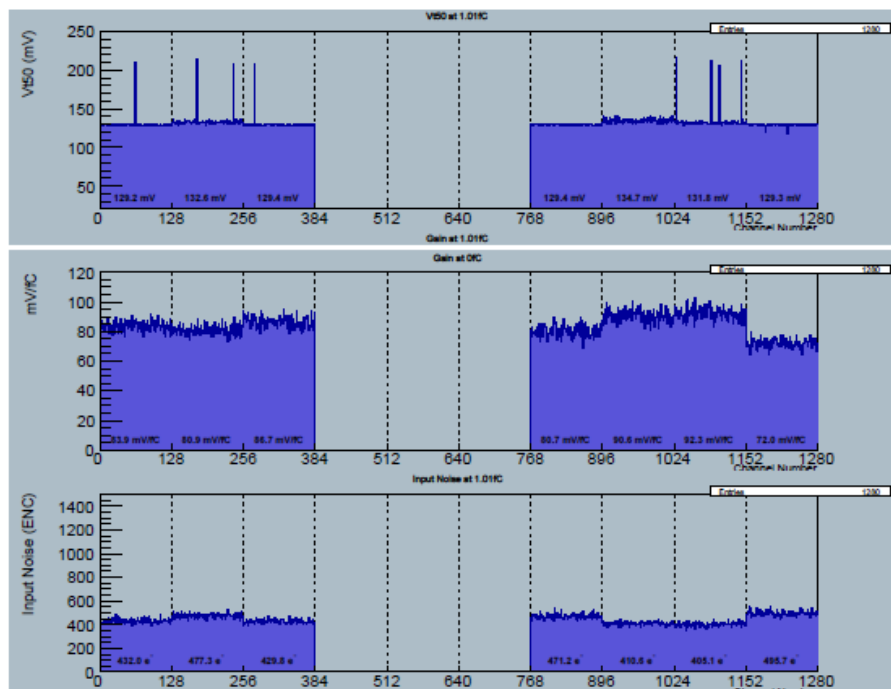 Vt50 at 1.01fC
Entries 1280
Vt50 (mV)
250
200
150
100
50
129.2 mV 132.6 mV 129.4 mV 129.4 mV 134.7 mV 131.8 mV 129.3 mV
0 128 256 384 512 640 768 896 1024 1152 1280
Channel Number
Gain at 1.01fC
Gain at 0fC
Entries 1280
mV/fC
120
100
80
60
40
20
0
83.9 mV/fC 80.9 mV/fC 86.7 mV/fC 80.7 mV/fC 90.6 mV/fC 92.3 mV/fC 72.0 mV/fC
0 128 256 384 512 640 768 896 1024 1152 1280
Channel Number
Input Noise at 1.01fC
Entries 1280
Input Noise (ENC)
1400
1200
1000
800
600
400
200
0
432.0 e⁻ 477.3 e⁻ 429.8 e⁻ 471.2 e⁻ 410.6 e⁻ 405.1 e⁻ 495.7 e⁻
0 128 256 384 512 640 768 896 1024 1152 1280